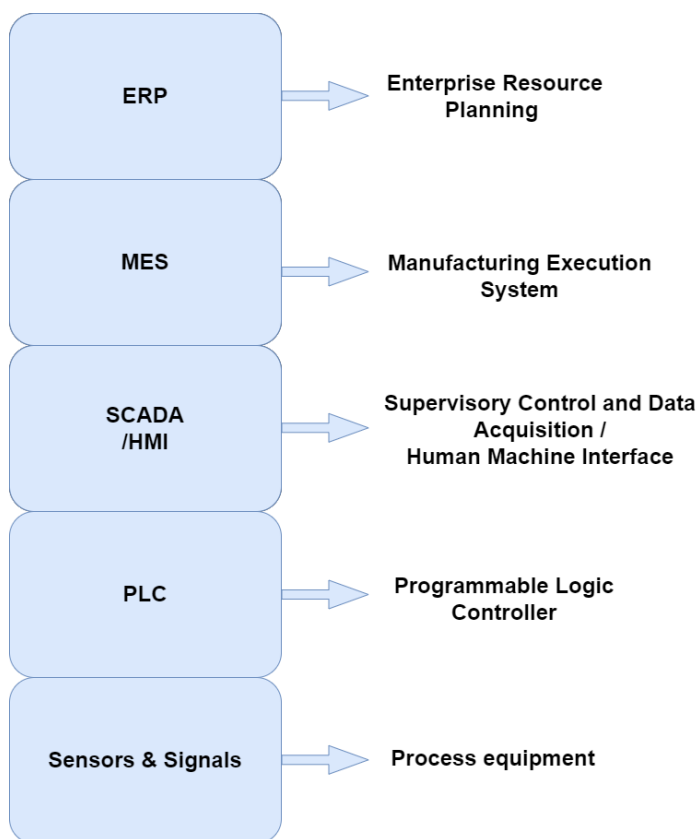 ERP
Enterprise Resource
Planning
MES
Manufacturing Execution
System
SCADA
/HMI
Supervisory Control and Data
Acquisition /
Human Machine Interface
PLC
Programmable Logic
Controller
Sensors & Signals
Process equipment